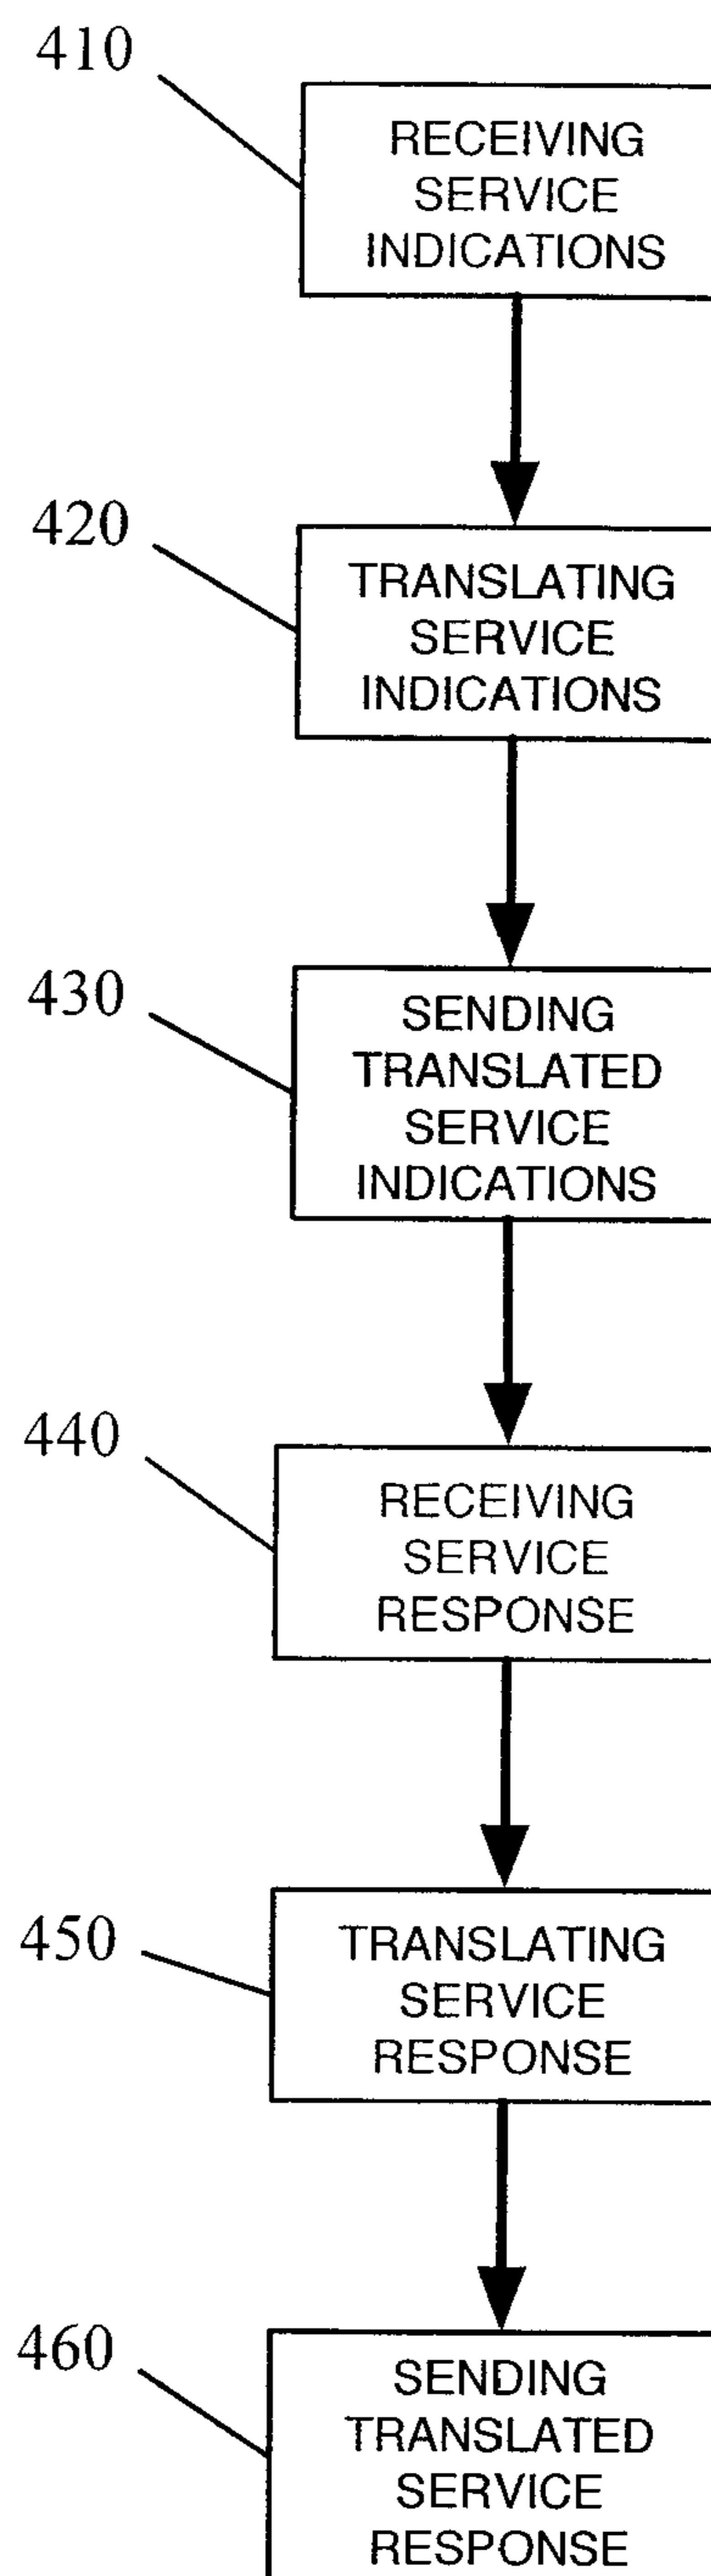 410
RECEIVING
SERVICE
INDICATIONS
420
TRANSLATING
SERVICE
INDICATIONS
430
SENDING
TRANSLATED
SERVICE
INDICATIONS
440
RECEIVING
SERVICE
RESPONSE
450
TRANSLATING
SERVICE
RESPONSE
460
SENDING
TRANSLATED
SERVICE
RESPONSE